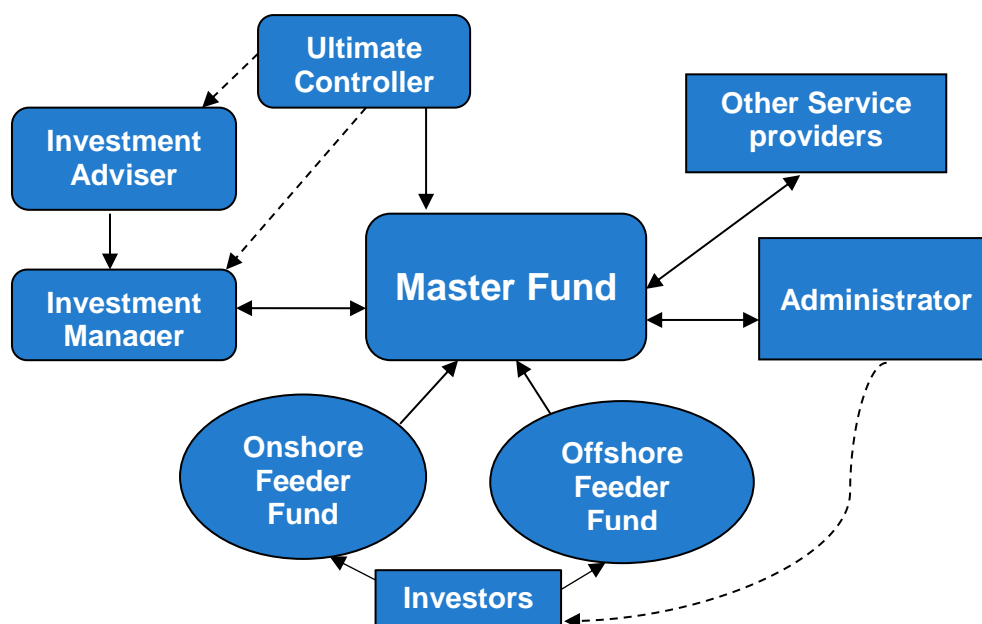 Ultimate
Controller
Other Service
providers
Investment
Adviser
Master Fund
Administrator
Investment
Manager
Onshore
Feeder
Fund
Offshore
Feeder
Fund
Investors